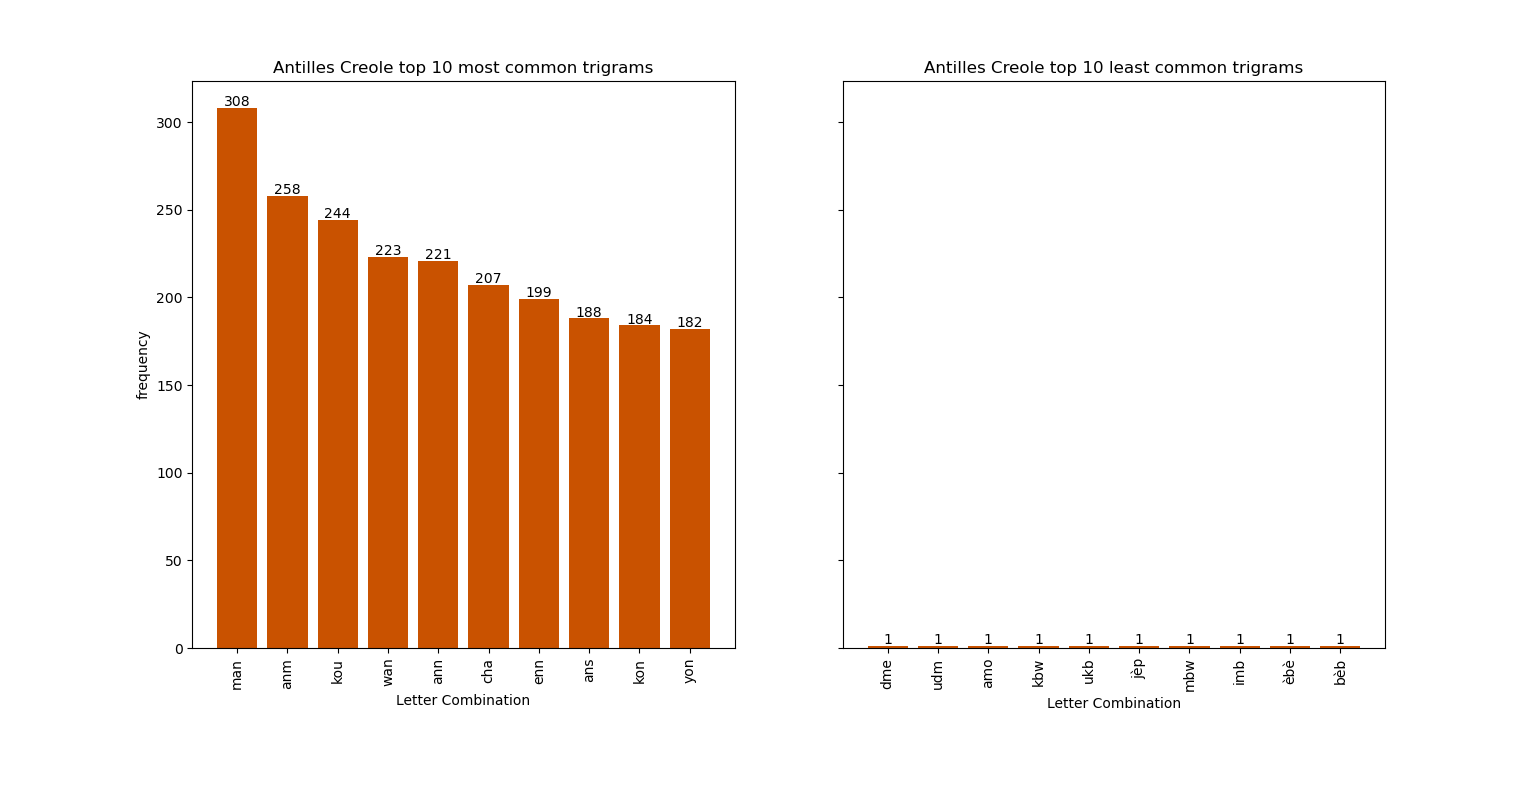 Antilles Creole top 10 most common trigrams
frequency
300
250
200
150
100
50
0
308
258
244
223
221
207
199
188
184
182
man
anm
kou
wan
ann
cha
enn
ans
kon
yon
Letter Combination
Antilles Creole top 10 least common trigrams
1
1
1
1
1
1
1
1
1
1
dme
udm
amo
kbw
ukb
jèp
mbw
imb
èbè
bèb
Letter Combination